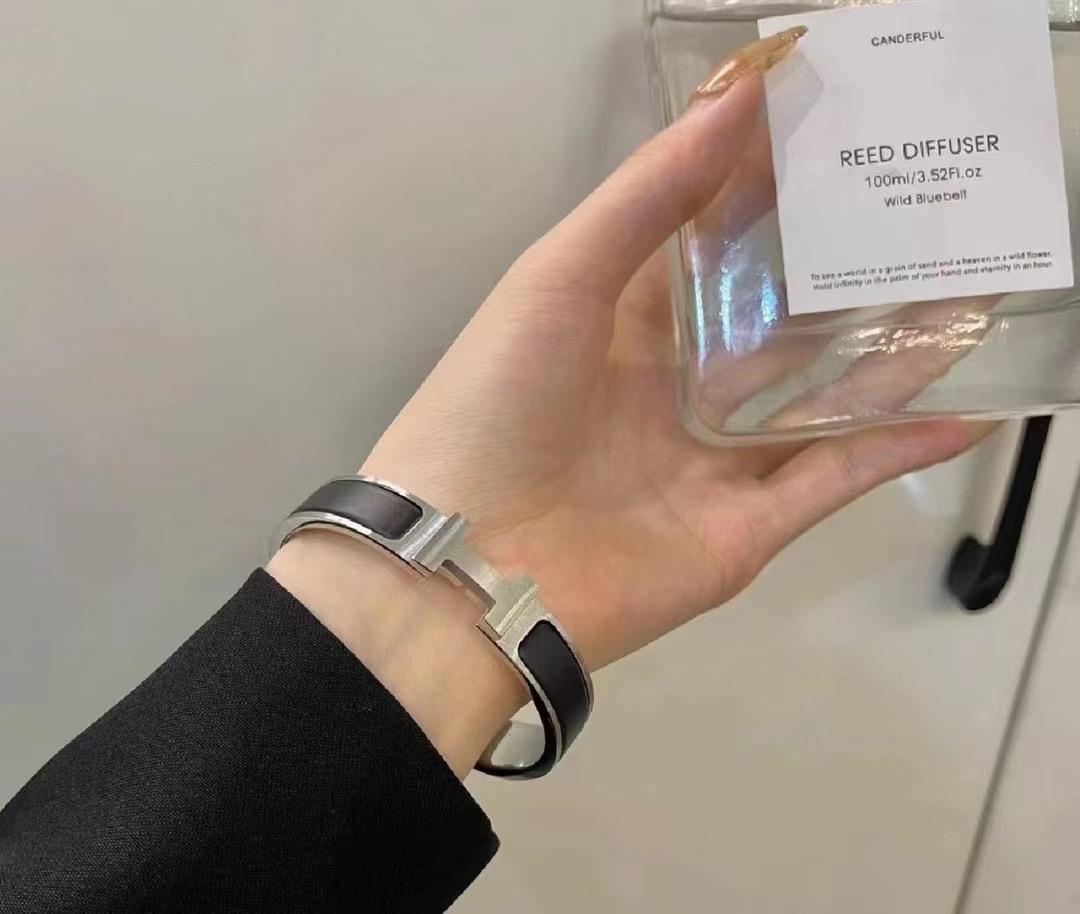 CANDERFUL
REED DIFFUSER
100ml/3.52Fl.oz
Wild Bluebell
To see a world in a grain of sand and a heaven in a wild flower.
Hold infinity in the palm of your hand and eternity in an hour.